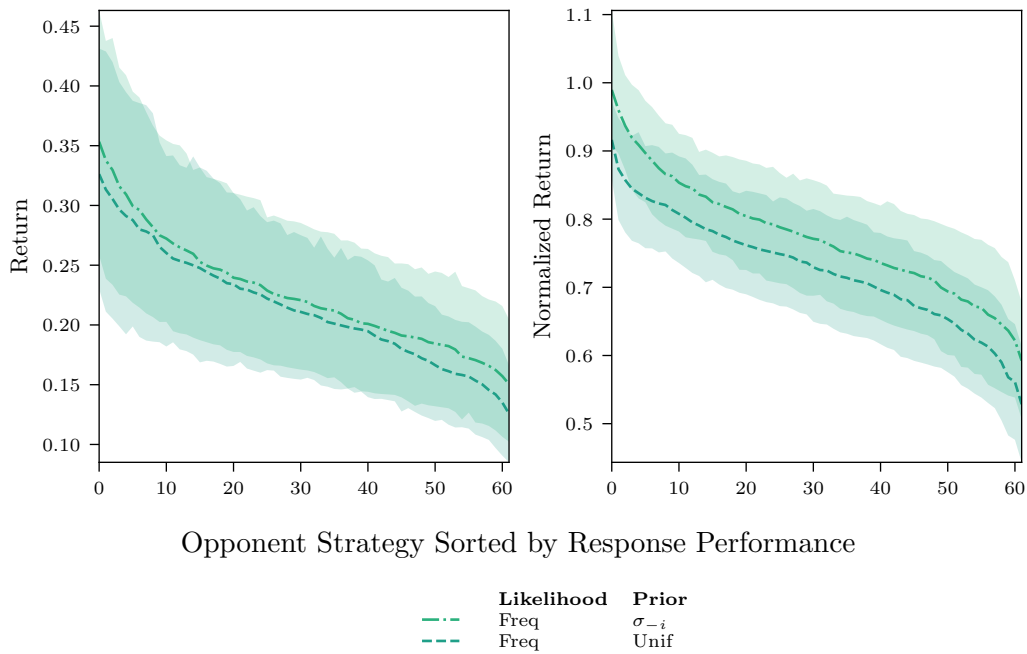 Return
0.45
0.40
0.35
0.30
0.25
0.20
0.15
0.10
0 10 20 30 40 50 60
Normalized Return
1.1
1.0
0.9
0.8
0.7
0.6
0.5
0 10 20 30 40 50 60
Opponent Strategy Sorted by Response Performance
Likelihood Prior
Freq σ₋ᵢ
Freq Unif